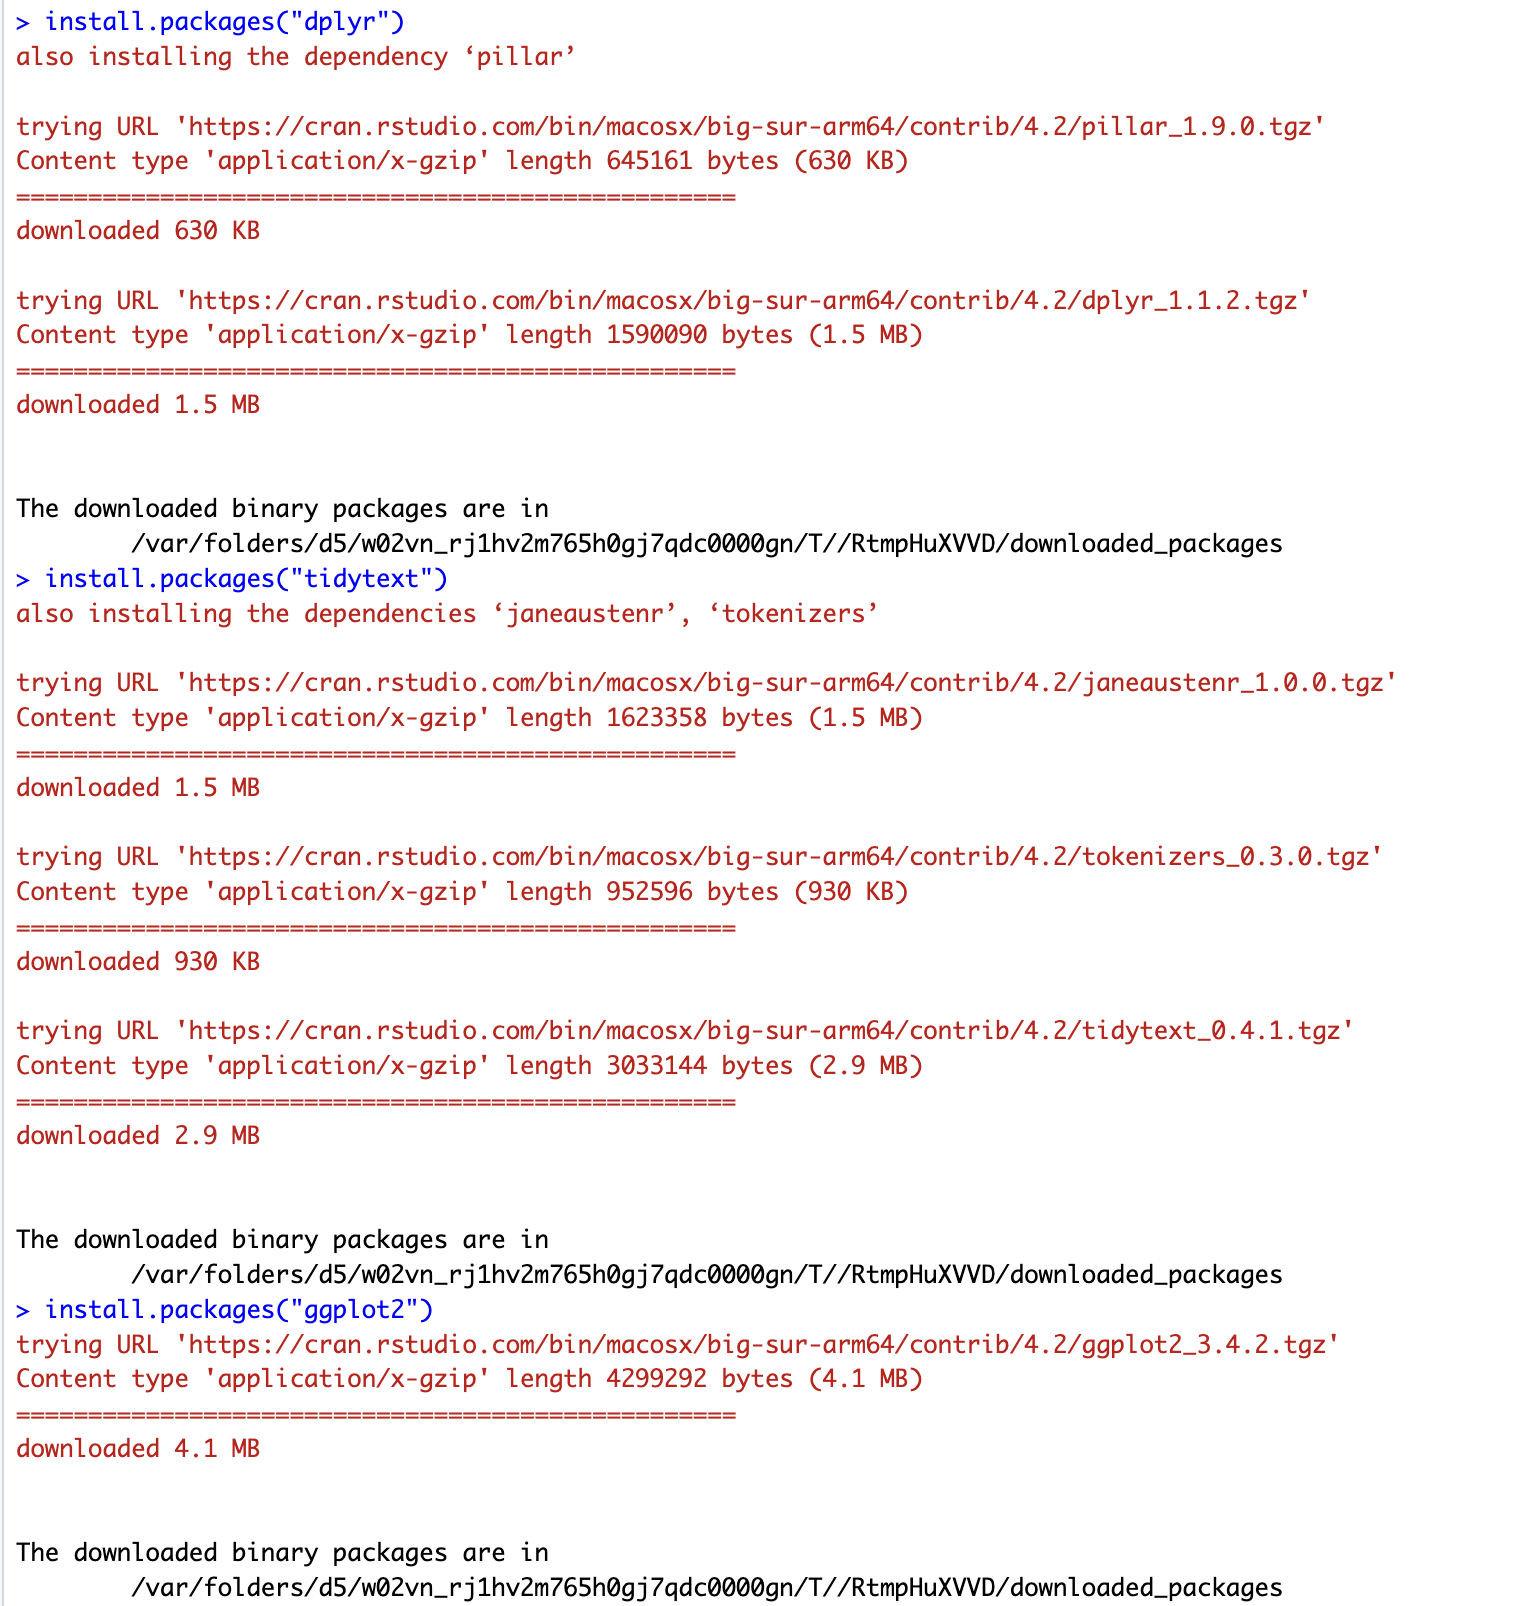 > install.packages("dplyr")
also installing the dependency ‘pillar’
trying URL 'https://cran.rstudio.com/bin/macosx/big-sur-arm64/contrib/4.2/pillar_1.9.0.tgz'
Content type 'application/x-gzip' length 645161 bytes (630 KB)
==================================================
downloaded 630 KB
trying URL 'https://cran.rstudio.com/bin/macosx/big-sur-arm64/contrib/4.2/dplyr_1.1.2.tgz'
Content type 'application/x-gzip' length 1590090 bytes (1.5 MB)
==================================================
downloaded 1.5 MB
The downloaded binary packages are in
	/var/folders/d5/w02vn_rj1hv2m765h0gj7qdc0000gn/T//RtmpHuXVVD/downloaded_packages
> install.packages("tidytext")
also installing the dependencies ‘janeaustenr’, ‘tokenizers’
trying URL 'https://cran.rstudio.com/bin/macosx/big-sur-arm64/contrib/4.2/janeaustenr_1.0.0.tgz'
Content type 'application/x-gzip' length 1623358 bytes (1.5 MB)
==================================================
downloaded 1.5 MB
trying URL 'https://cran.rstudio.com/bin/macosx/big-sur-arm64/contrib/4.2/tokenizers_0.3.0.tgz'
Content type 'application/x-gzip' length 952596 bytes (930 KB)
==================================================
downloaded 930 KB
trying URL 'https://cran.rstudio.com/bin/macosx/big-sur-arm64/contrib/4.2/tidytext_0.4.1.tgz'
Content type 'application/x-gzip' length 3033144 bytes (2.9 MB)
==================================================
downloaded 2.9 MB
The downloaded binary packages are in
	/var/folders/d5/w02vn_rj1hv2m765h0gj7qdc0000gn/T//RtmpHuXVVD/downloaded_packages
> install.packages("ggplot2")
trying URL 'https://cran.rstudio.com/bin/macosx/big-sur-arm64/contrib/4.2/ggplot2_3.4.2.tgz'
Content type 'application/x-gzip' length 4299292 bytes (4.1 MB)
==================================================
downloaded 4.1 MB
The downloaded binary packages are in
	/var/folders/d5/w02vn_rj1hv2m765h0gj7qdc0000gn/T//RtmpHuXVVD/downloaded_packages